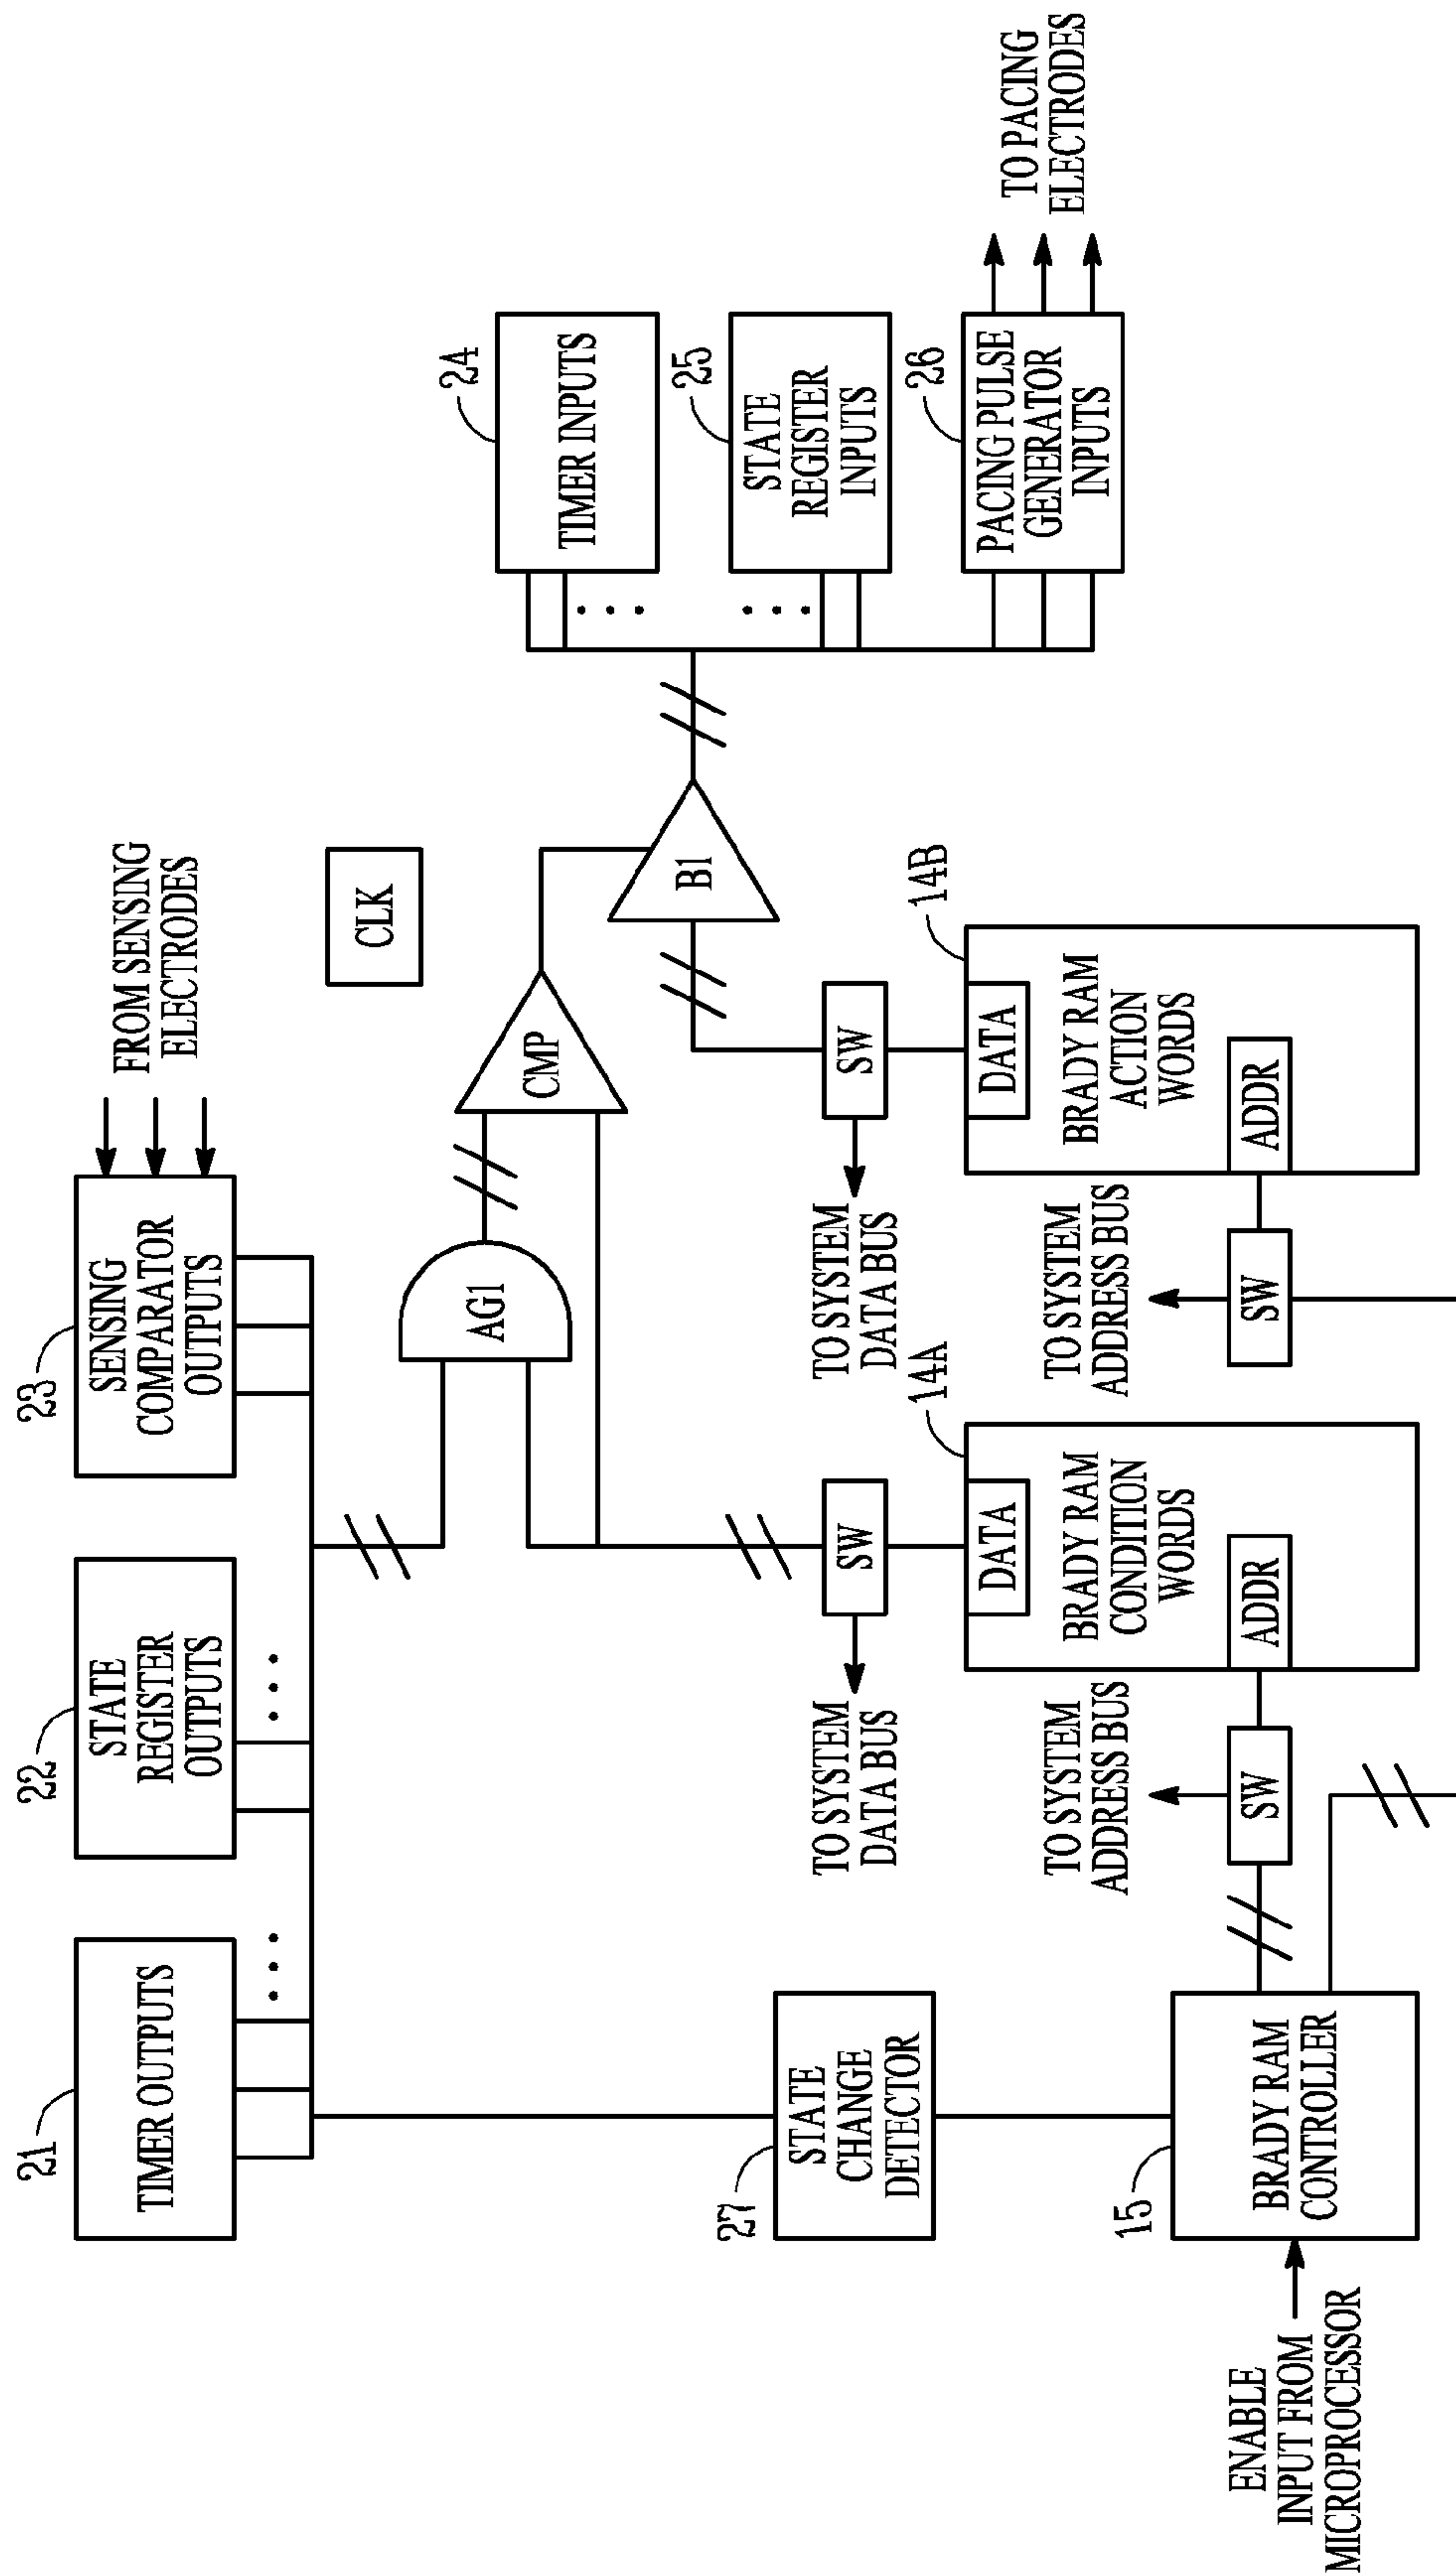 21
TIMER OUTPUTS
22
STATE
REGISTER
OUTPUTS
23
SENSING
COMPARATOR
OUTPUTS
FROM SENSING
ELECTRODES
CLK
AG1
CMP
B1
24
TIMER INPUTS
25
STATE
REGISTER
INPUTS
26
PACING PULSE
GENERATOR
INPUTS
TO PACING
ELECTRODES
27
STATE
CHANGE
DETECTOR
SW
TO SYSTEM
DATA BUS
SW
TO SYSTEM
DATA BUS
15
BRADY RAM
CONTROLLER
ENABLE
INPUT FROM
MICROPROCESSOR
14A
DATA
BRADY RAM
CONDITION
WORDS
ADDR
SW
TO SYSTEM
ADDRESS BUS
14B
DATA
BRADY RAM
ACTION
WORDS
ADDR
SW
TO SYSTEM
ADDRESS BUS